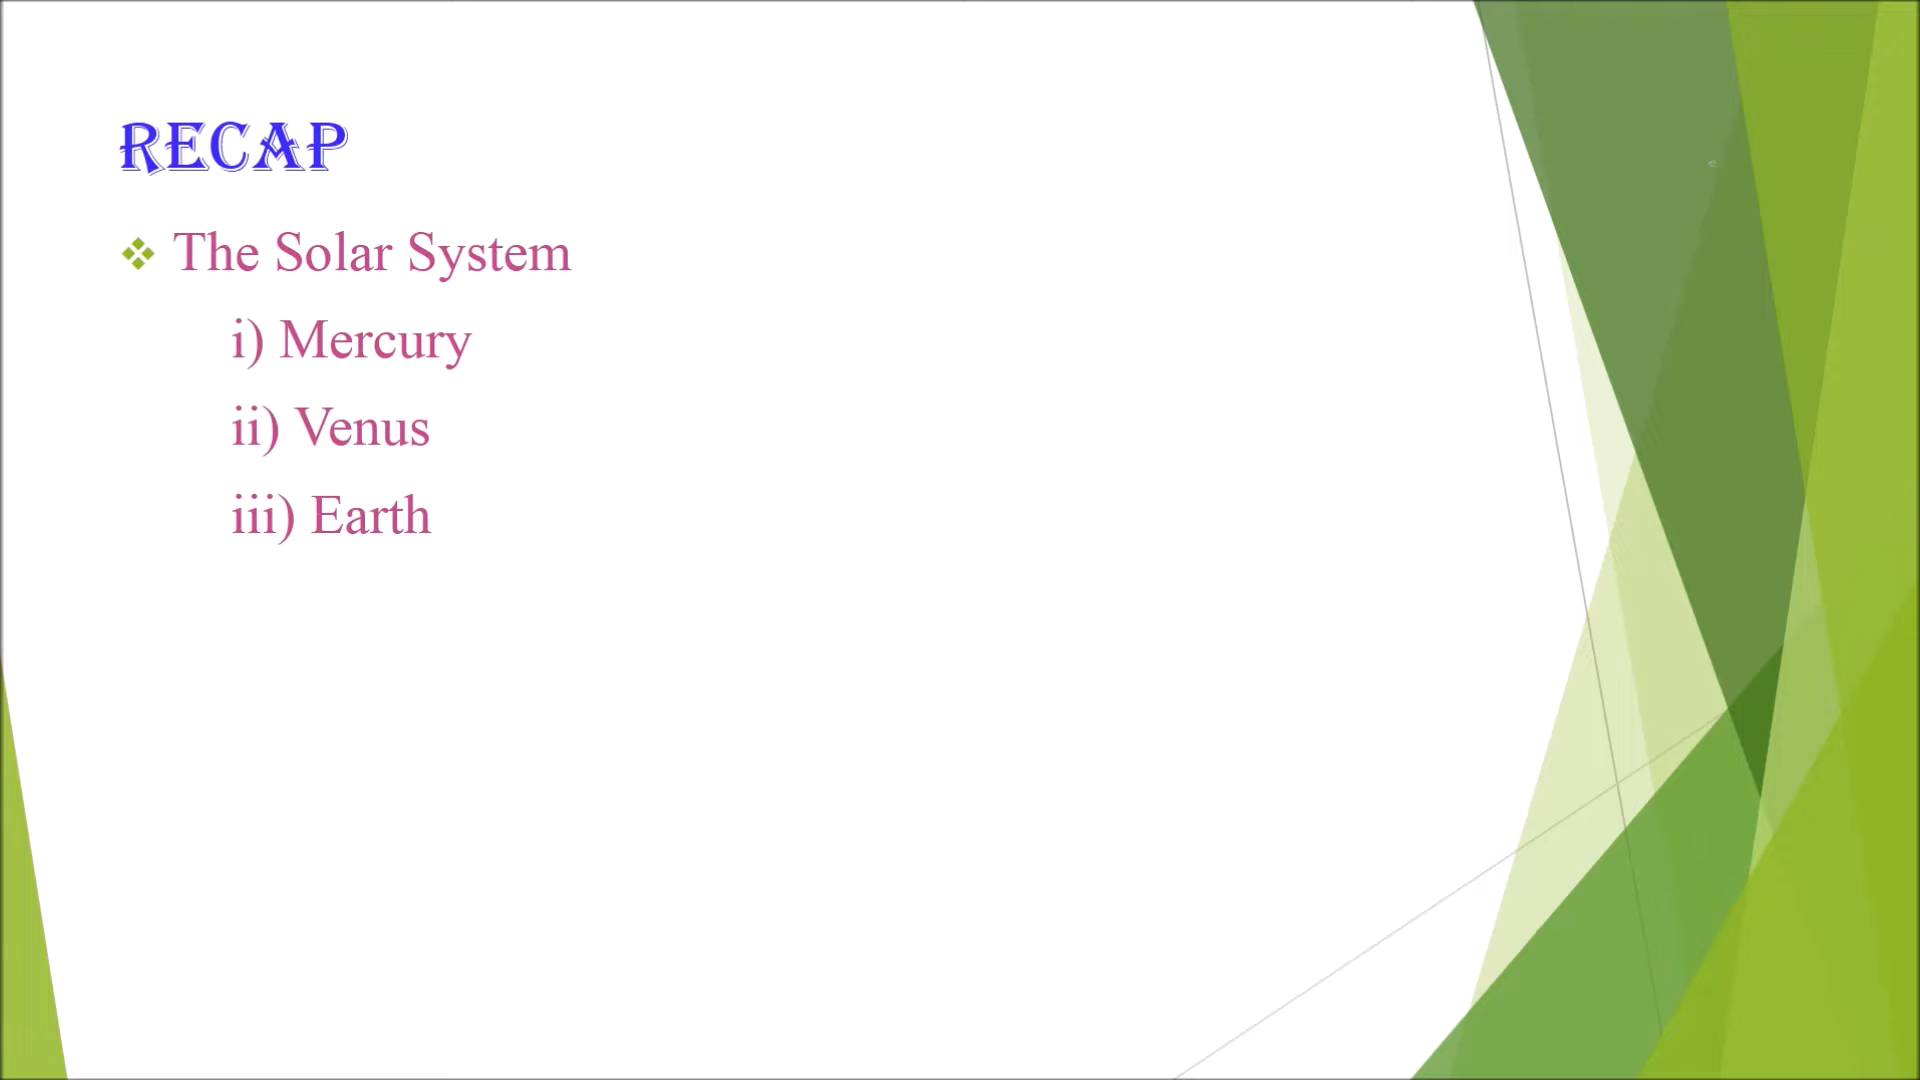 RECAP
The Solar System
i) Mercury
ii) Venus
iii) Earth